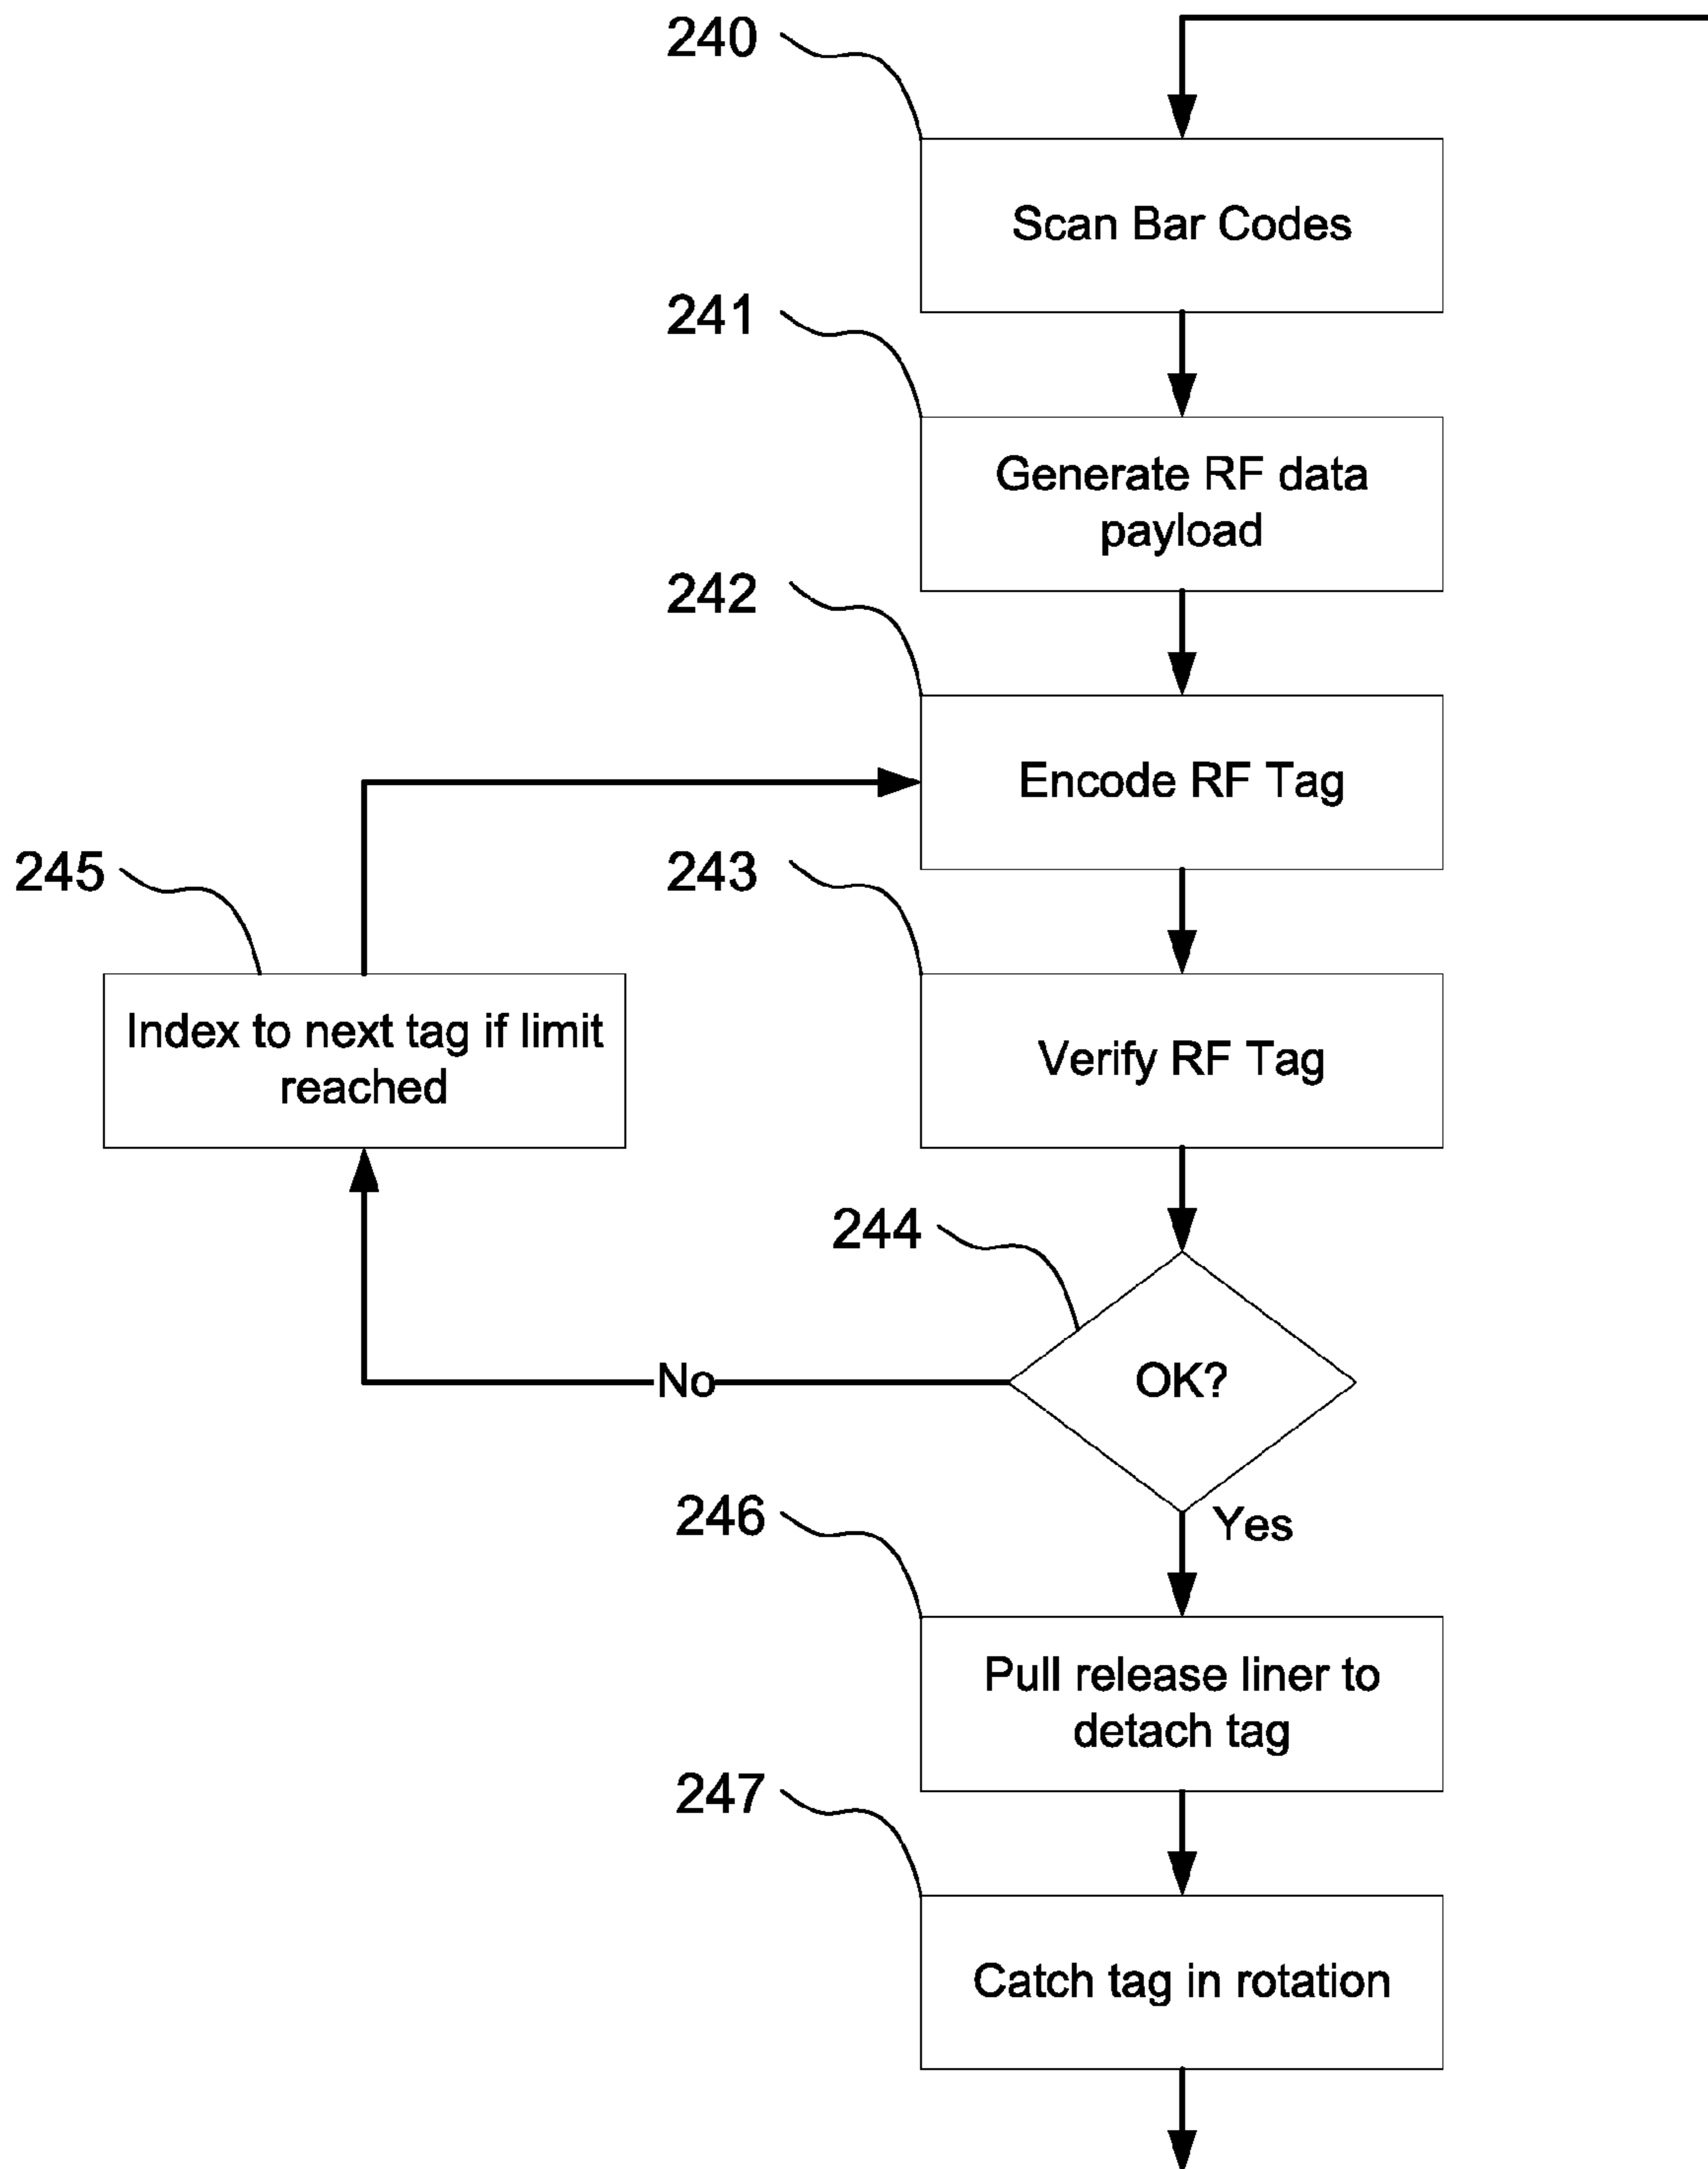 240
Scan Bar Codes
241
Generate RF data
payload
242
Encode RF Tag
245
243
Index to next tag if limit
reached
Verify RF Tag
244
No
OK?
Yes
246
Pull release liner to
detach tag
247
Catch tag in rotation